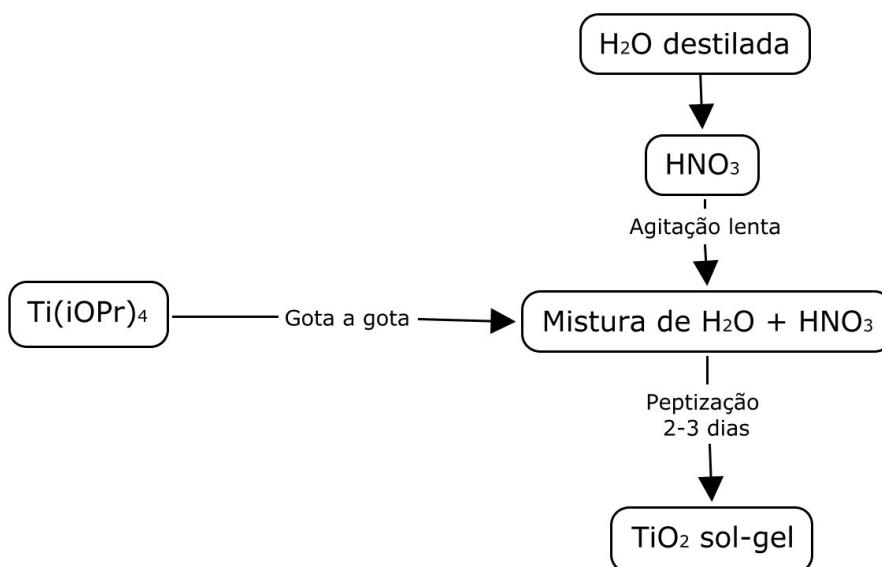 H₂O destilada
HNO₃
Agitação lenta
Ti(iOPr)₄
Gota a gota
Mistura de H₂O + HNO₃
Peptização
2-3 dias
TiO₂ sol-gel